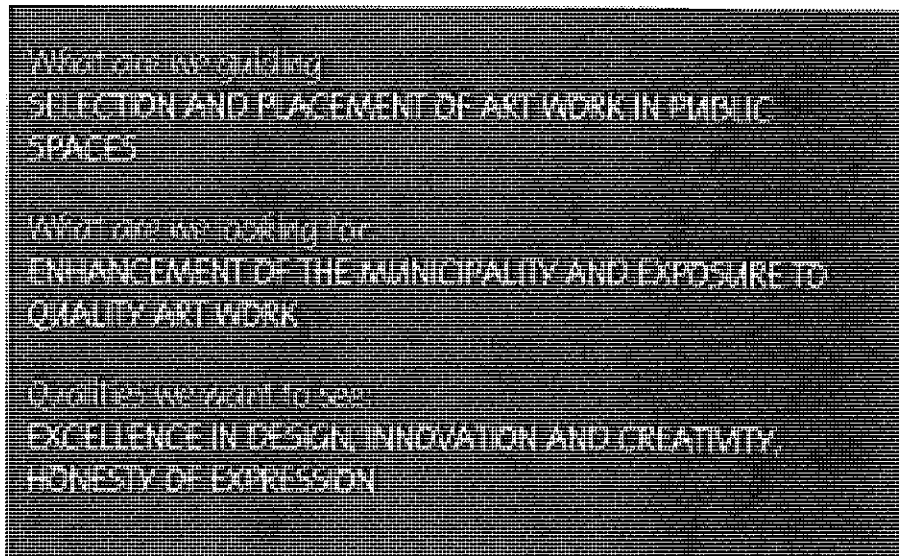 What are we guiding
SELECTION AND PLACEMENT OF ART WORK IN PUBLIC
SPACES
What are we looking for
ENHANCEMENT OF THE MUNICIPALITY AND EXPOSURE TO
QUALITY ART WORK
Qualities we want to see
EXCELLENCE IN DESIGN, INNOVATION AND CREATIVITY,
HONESTY OF EXPRESSION